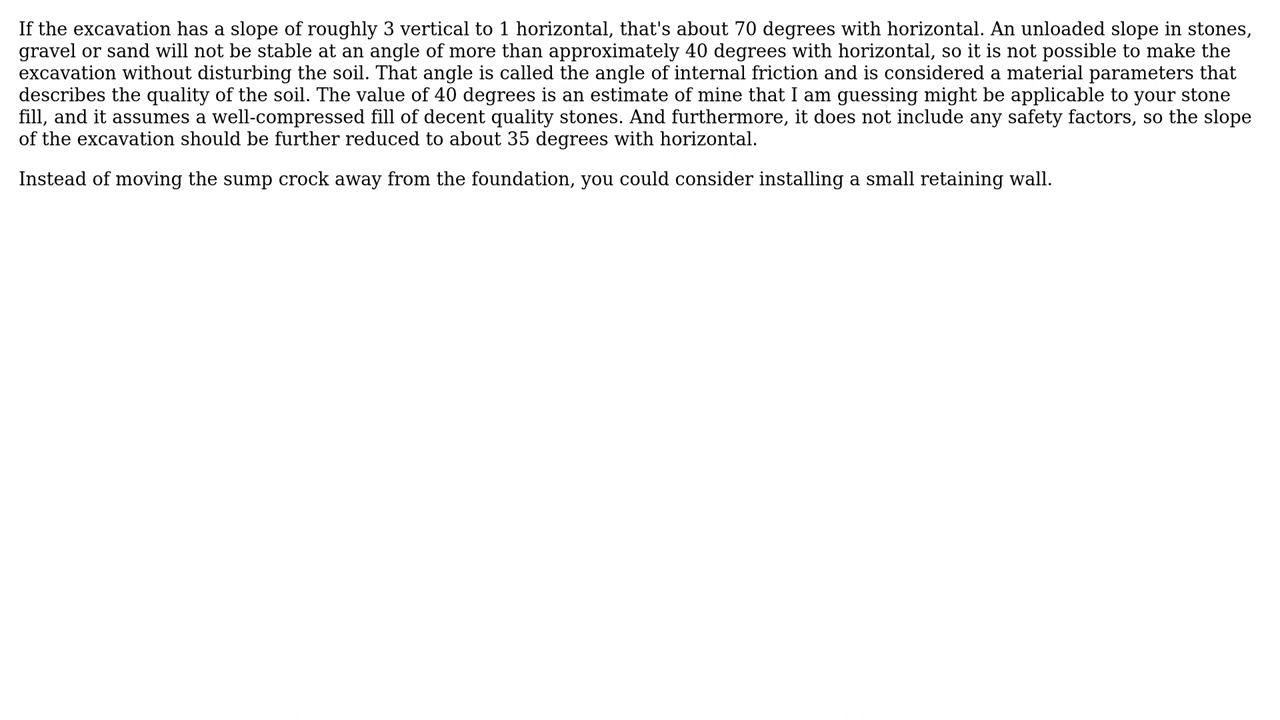 If the excavation has a slope of roughly 3 vertical to 1 horizontal, that's about 70 degrees with horizontal. An unloaded slope in stones,
gravel or sand will not be stable at an angle of more than approximately 40 degrees with horizontal, so it is not possible to make the
excavation without disturbing the soil. That angle is called the angle of internal friction and is considered a material parameters that
describes the quality of the soil. The value of 40 degrees is an estimate of mine that I am guessing might be applicable to your stone
fill, and it assumes a well-compressed fill of decent quality stones. And furthermore, it does not include any safety factors, so the slope
of the excavation should be further reduced to about 35 degrees with horizontal.
Instead of moving the sump crock away from the foundation, you could consider installing a small retaining wall.